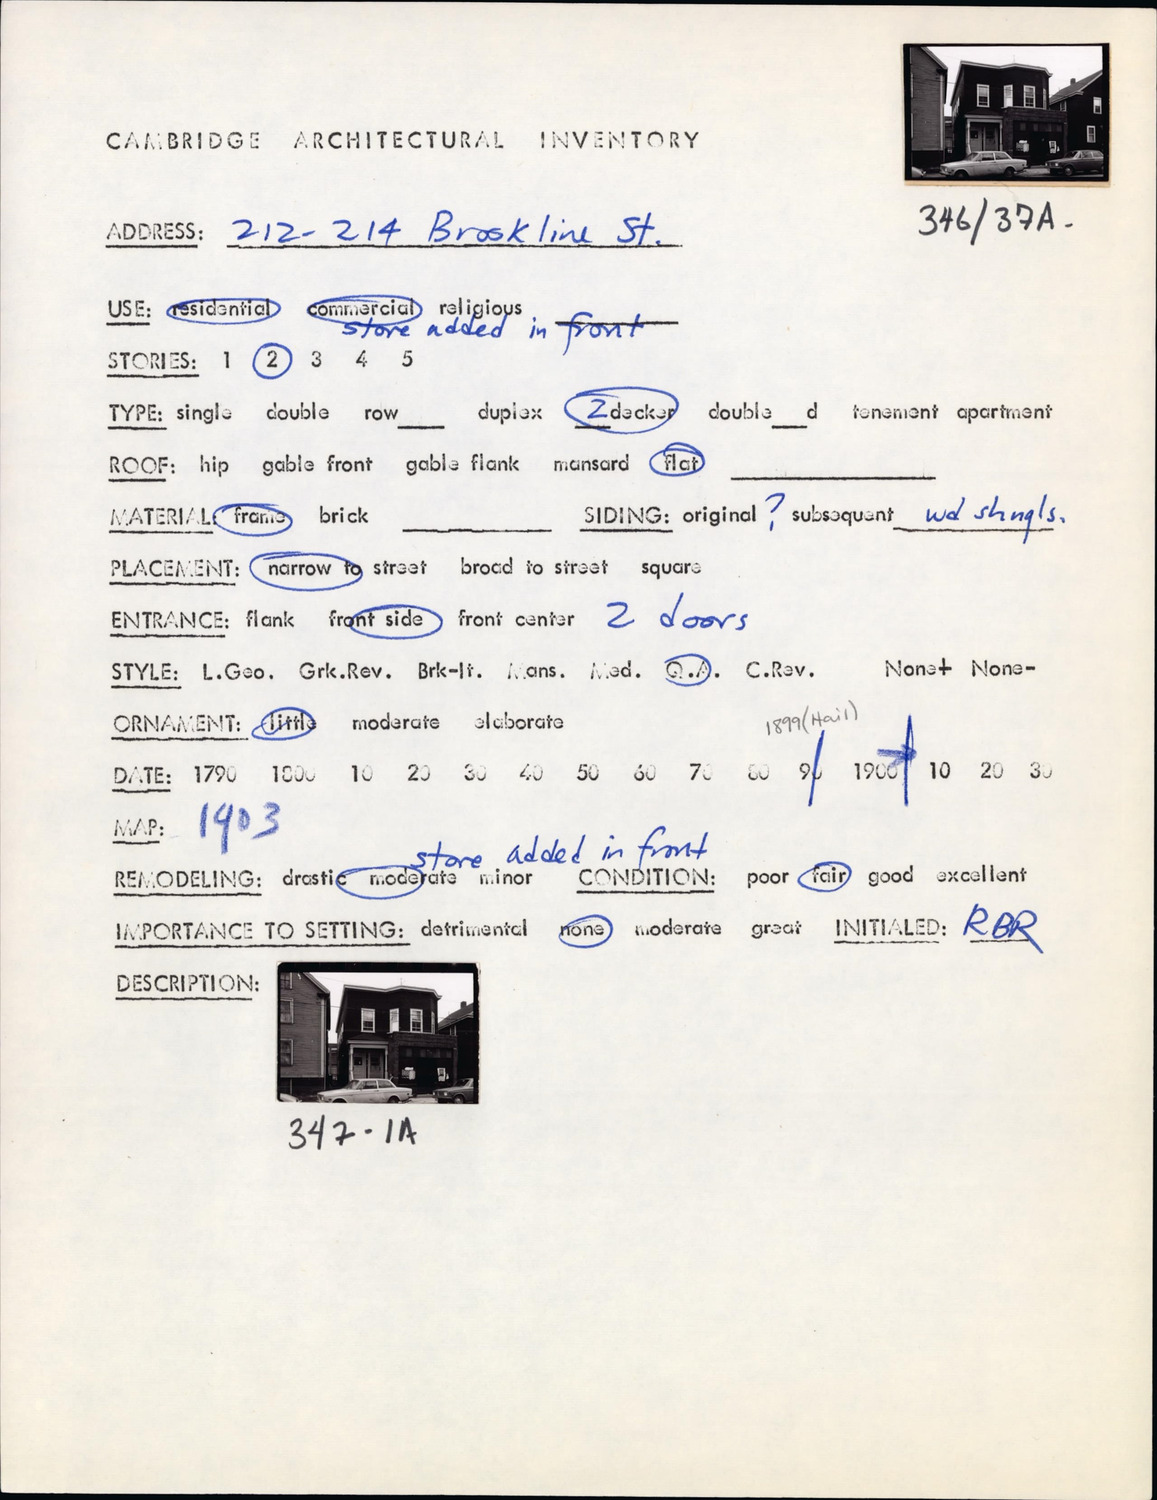 CAMBRIDGE ARCHITECTURAL INVENTORY
346/37A-
ADDRESS: 212-214 Brookline St.
USE: residential commercial religious
store added in front
STORIES: 1 2 3 4 5
TYPE: single double row___ duplex 2 decker double___d tenement apartment
ROOF: hip gable front gable flank mansard flat
MATERIAL: frame brick SIDING: original ? subsequent wd shngls.
PLACEMENT: narrow to street broad to street square
ENTRANCE: flank front side front center 2 doors
STYLE: L.Geo. Grk.Rev. Brk-It. Mans. Med. Q.A. C.Rev. None+ None-
ORNAMENT: little moderate elaborate
1899 (Hail)
DATE: 1790 1800 10 20 30 40 50 60 70 80 90 1900 10 20 30
MAP: 1903
store added in front
REMODELING: drastic moderate minor CONDITION: poor fair good excellent
IMPORTANCE TO SETTING: detrimental none moderate great INITIALED: RBR
DESCRIPTION:
347-1A